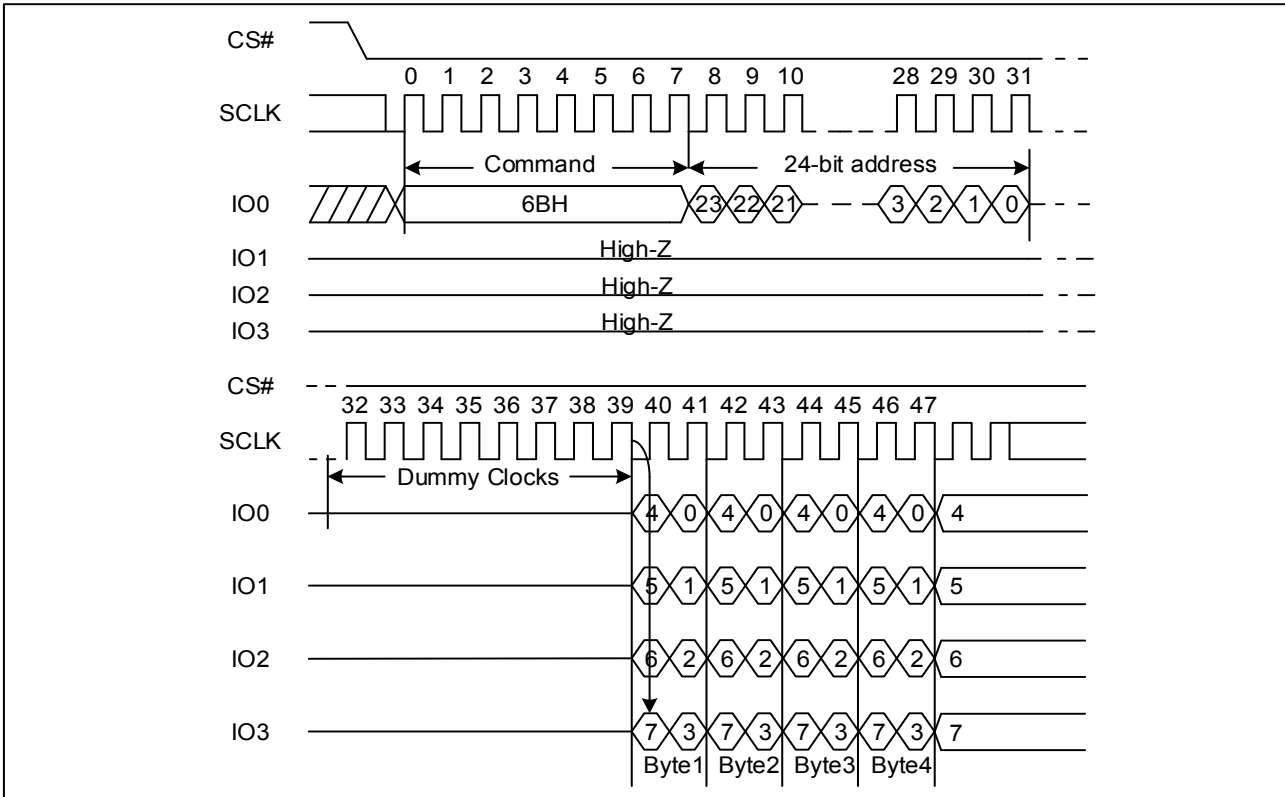 CS#
0 1 2 3 4 5 6 7 8 9 10 28 29 30 31
SCLK
Command 24-bit address
IO0 6BH 23 22 21 3 2 1 0
IO1 High-Z
IO2 High-Z
IO3 High-Z
CS#
32 33 34 35 36 37 38 39 40 41 42 43 44 45 46 47
SCLK
Dummy Clocks
IO0 4 0 4 0 4 0 4 0 4
IO1 5 1 5 1 5 1 5 1 5
IO2 6 2 6 2 6 2 6 2 6
IO3 7 3 7 3 7 3 7 3 7
Byte1 Byte2 Byte3 Byte4